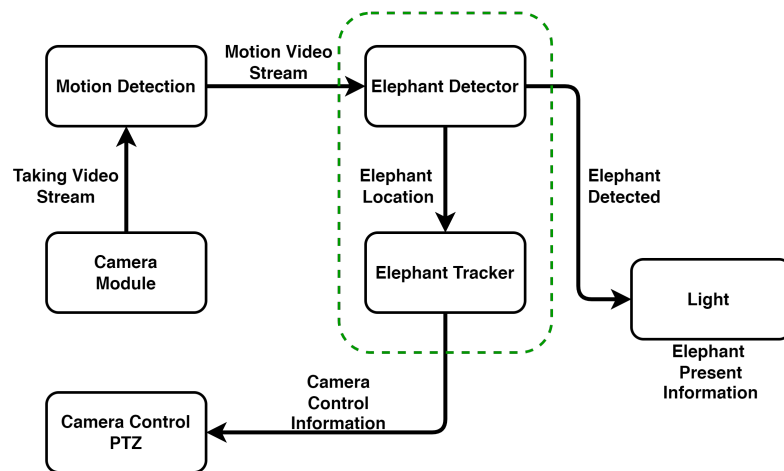 Motion Video
Stream
Motion Detection
Elephant Detector
Taking Video
Stream
Elephant
Location
Elephant
Detected
Camera
Module
Elephant Tracker
Light
Elephant
Present
Information
Camera
Control
Information
Camera Control
PTZ